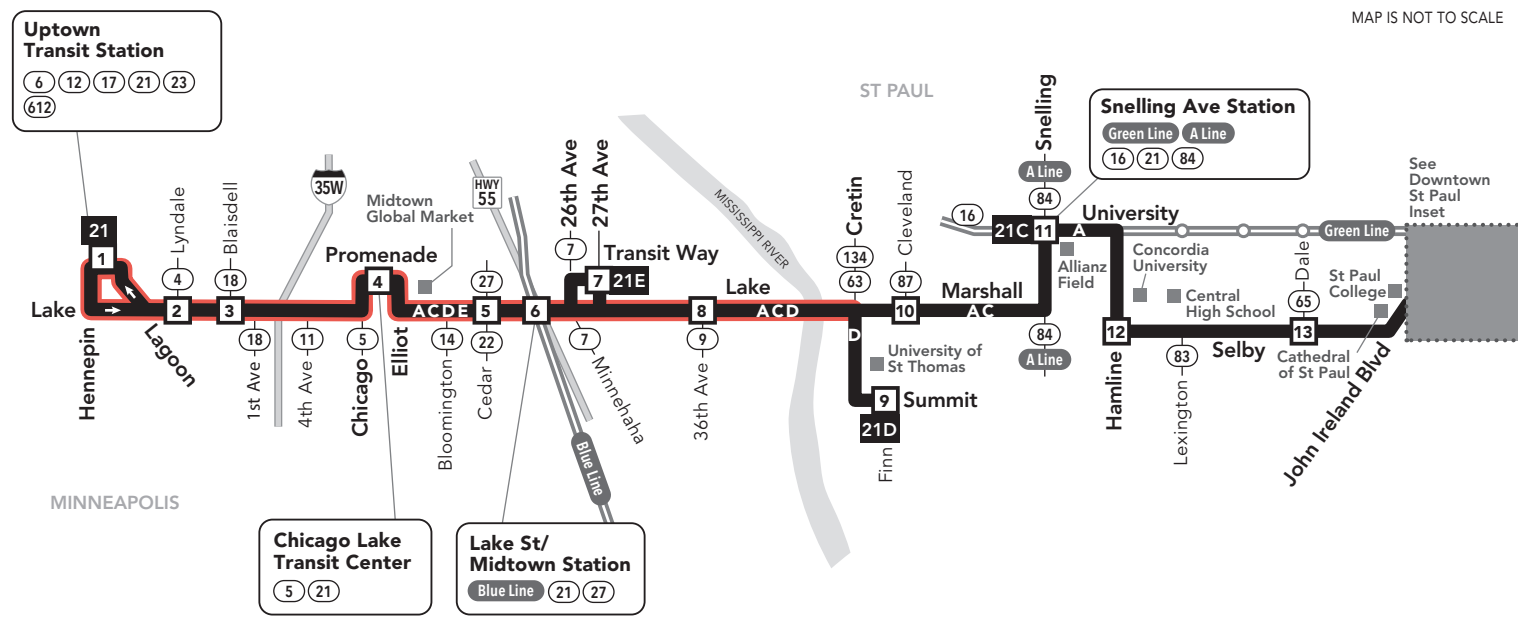 MAP IS NOT TO SCALE
Uptown
Transit Station
6 12 17 21 23
612
ST PAUL
Snelling
Snelling Ave Station
Green Line A Line
16 21 84
A Line
84
See
Downtown
St Paul
Inset
35W
HWY
55
Midtown
Global Market
26th Ave
27th Ave
MISSISSIPPI RIVER
Cretin
134
63
Cleveland
87
16
21C 11
University
A
Green Line
21
1
Lyndale
4
Blaisdell
18
Promenade
4
27
7
Transit Way
7 21E
Allianz
Field
Concordia
University
Central
High School
Dale
65
St Paul
College
Lake
2
3
ACDE
5
6
8
Lake
ACD
D
10
Marshall
AC
84
A Line
12
83
Selby
13
Cathedral
of St Paul
Hennepin
Lagoon
18
1st Ave
11
4th Ave
5
Chicago
Elliot
14
Bloomington
22
Cedar
7
Minnehaha
9
36th Ave
University of
St Thomas
9 Summit
21D
Finn
Hamline
Lexington
John Ireland Blvd
Blue Line
MINNEAPOLIS
Chicago Lake
Transit Center
5 21
Lake St/
Midtown Station
Blue Line 21 27